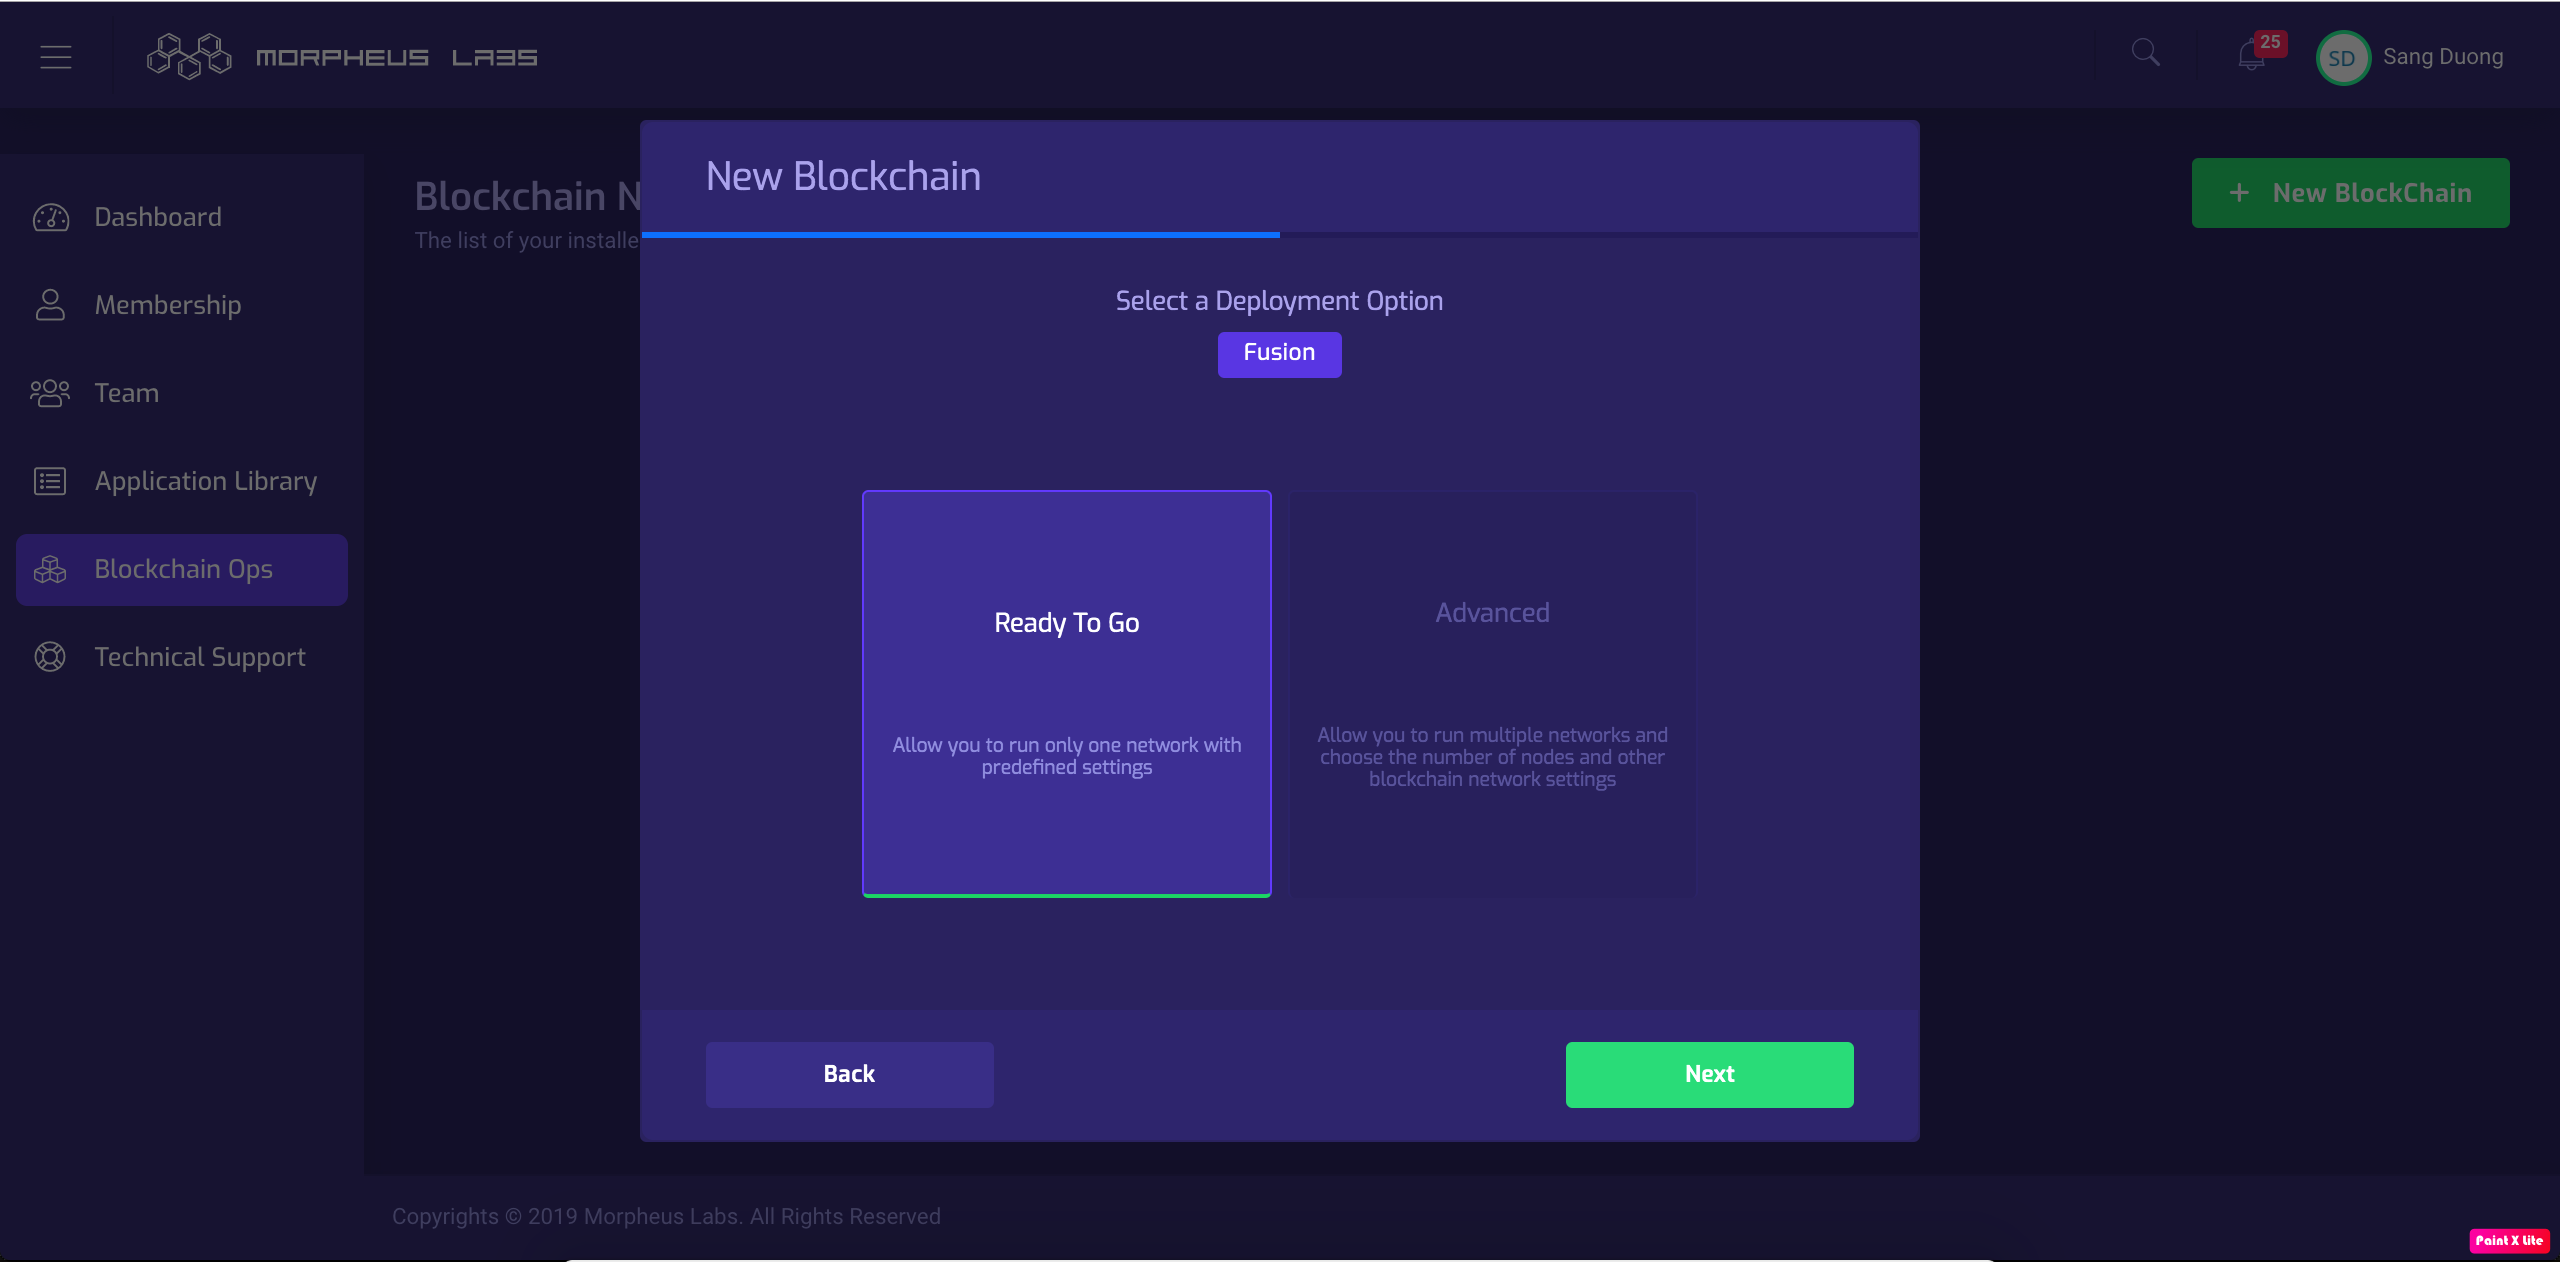 MORPHEUS LABS
25
SD
Sang Duong
Dashboard
Membership
Team
Application Library
Blockchain Ops
Technical Support
Blockchain N
The list of your installe
+ New BlockChain
New Blockchain
Select a Deployment Option
Fusion
Ready To Go
Allow you to run only one network with
predefined settings
Advanced
Allow you to run multiple networks and
choose the number of nodes and other
blockchain network settings
Back
Next
Copyrights © 2019 Morpheus Labs. All Rights Reserved
Paint X Lite